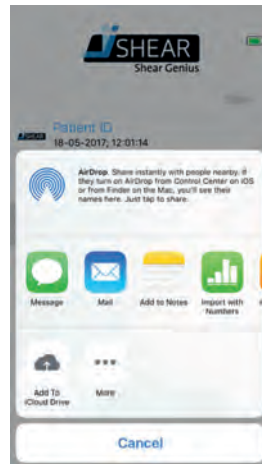 SHEAR
Shear Genius
Patient ID
18-05-2017; 12:01:14
AirDrop. Share instantly with people nearby. If
they turn on AirDrop from Control Center on iOS
or from Finder on the Mac, you'll see their
names here. Just tap to share.
Message
Mail
Add to Notes
Import with
Numbers
Add To
iCloud Drive
More
Cancel